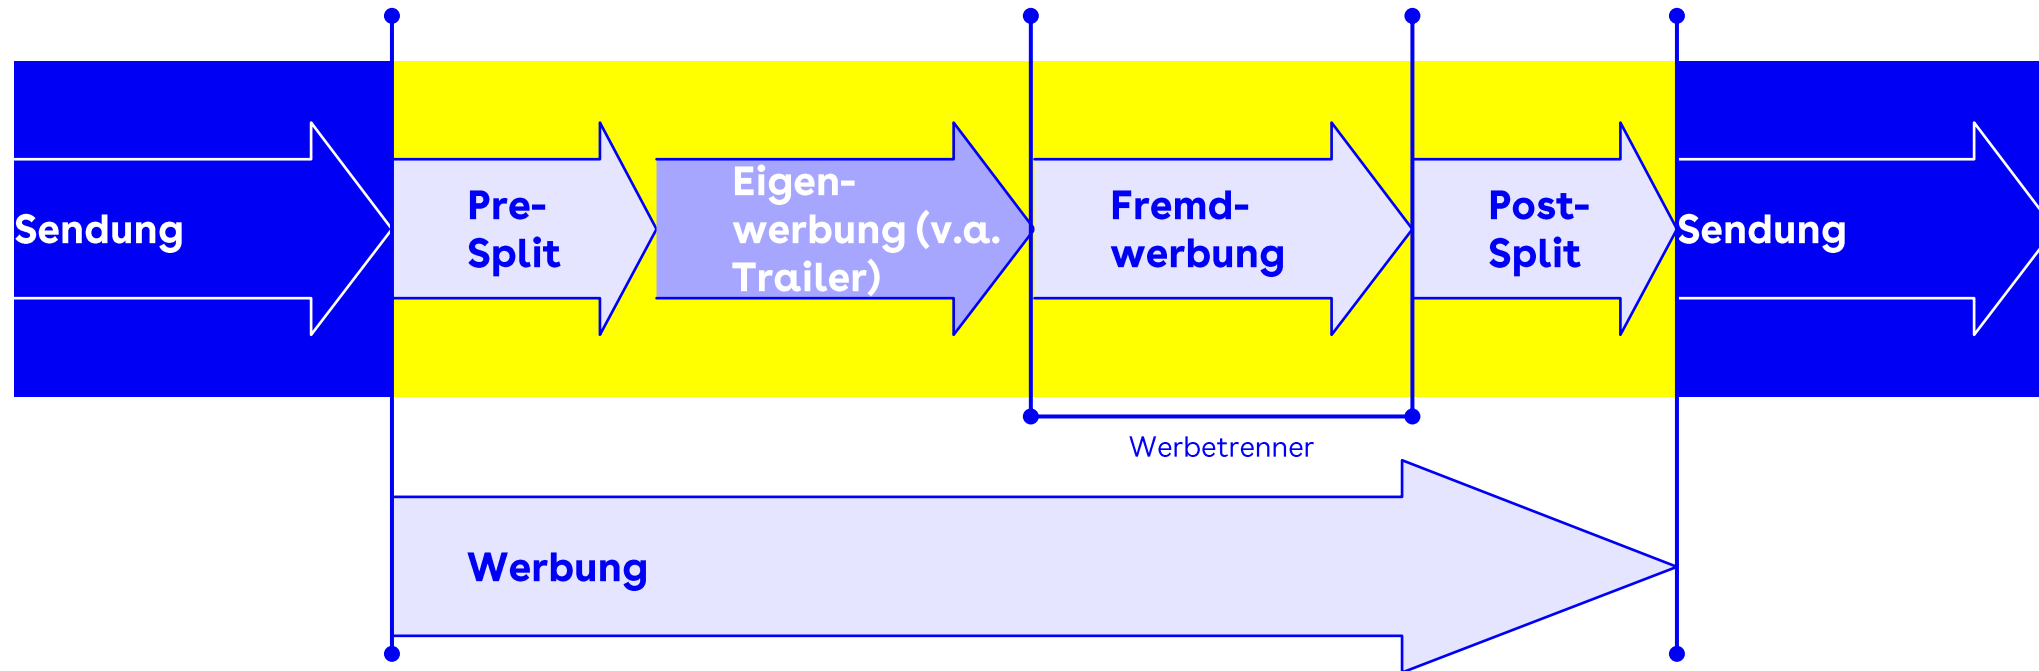 Sendung
Pre-
Split
Eigen-
werbung (v.a.
Trailer)
Fremd-
werbung
Post-
Split
Sendung
Werbetrenner
Werbung